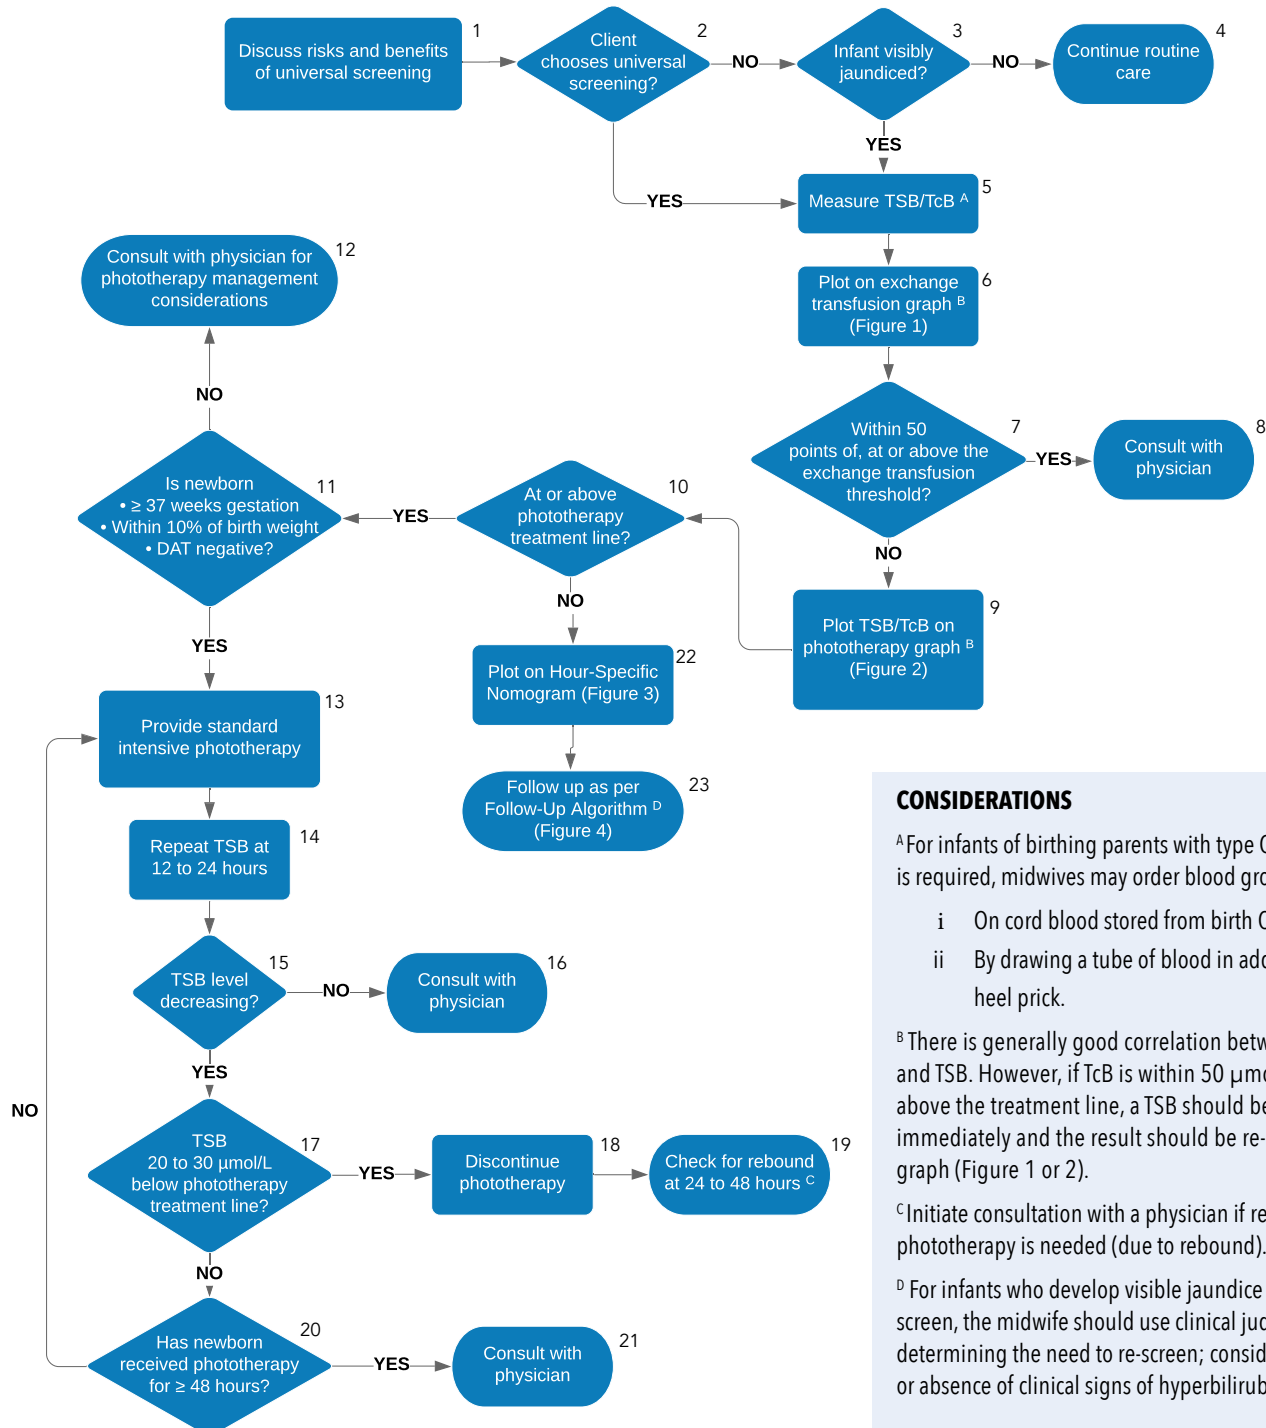 Discuss risks and benefits
of universal screening
1
Client
chooses universal
screening?
2
NO
YES
Infant visibly
jaundiced?
3
NO
YES
Continue routine
care
4
Measure TSB/TcB A
5
Plot on exchange
transfusion graph B
(Figure 1)
6
Within 50
points of, at or above the
exchange transfusion
threshold?
7
YES
NO
Consult with
physician
8
Plot TSB/TcB on
phototherapy graph B
(Figure 2)
9
At or above
phototherapy
treatment line?
10
YES
NO
Is newborn
• ≥ 37 weeks gestation
• Within 10% of birth weight
• DAT negative?
11
NO
YES
Consult with physician for
phototherapy management
considerations
12
Provide standard
intensive phototherapy
13
Repeat TSB at
12 to 24 hours
14
TSB level
decreasing?
15
NO
YES
Consult with
physician
16
TSB
20 to 30 µmol/L
below phototherapy
treatment line?
17
YES
NO
Discontinue
phototherapy
18
Check for rebound
at 24 to 48 hours C
19
Has newborn
received phototherapy
for ≥ 48 hours?
20
NO
YES
Consult with
physician
21
Plot on Hour-Specific
Nomogram (Figure 3)
22
Follow up as per
Follow-Up Algorithm D
(Figure 4)
23
CONSIDERATIONS
A For infants of birthing parents with type
is required, midwives may order blood
i On cord blood stored from birth
ii By drawing a tube of blood in
heel prick.
B There is generally good correlation
and TSB. However, if TcB is within 50
above the treatment line, a TSB should
immediately and the result should be
graph (Figure 1 or 2).
C Initiate consultation with a physician if
phototherapy is needed (due to rebound).
D For infants who develop visible jaundice
screen, the midwife should use clinical
determining the need to re-screen;
or absence of clinical signs of